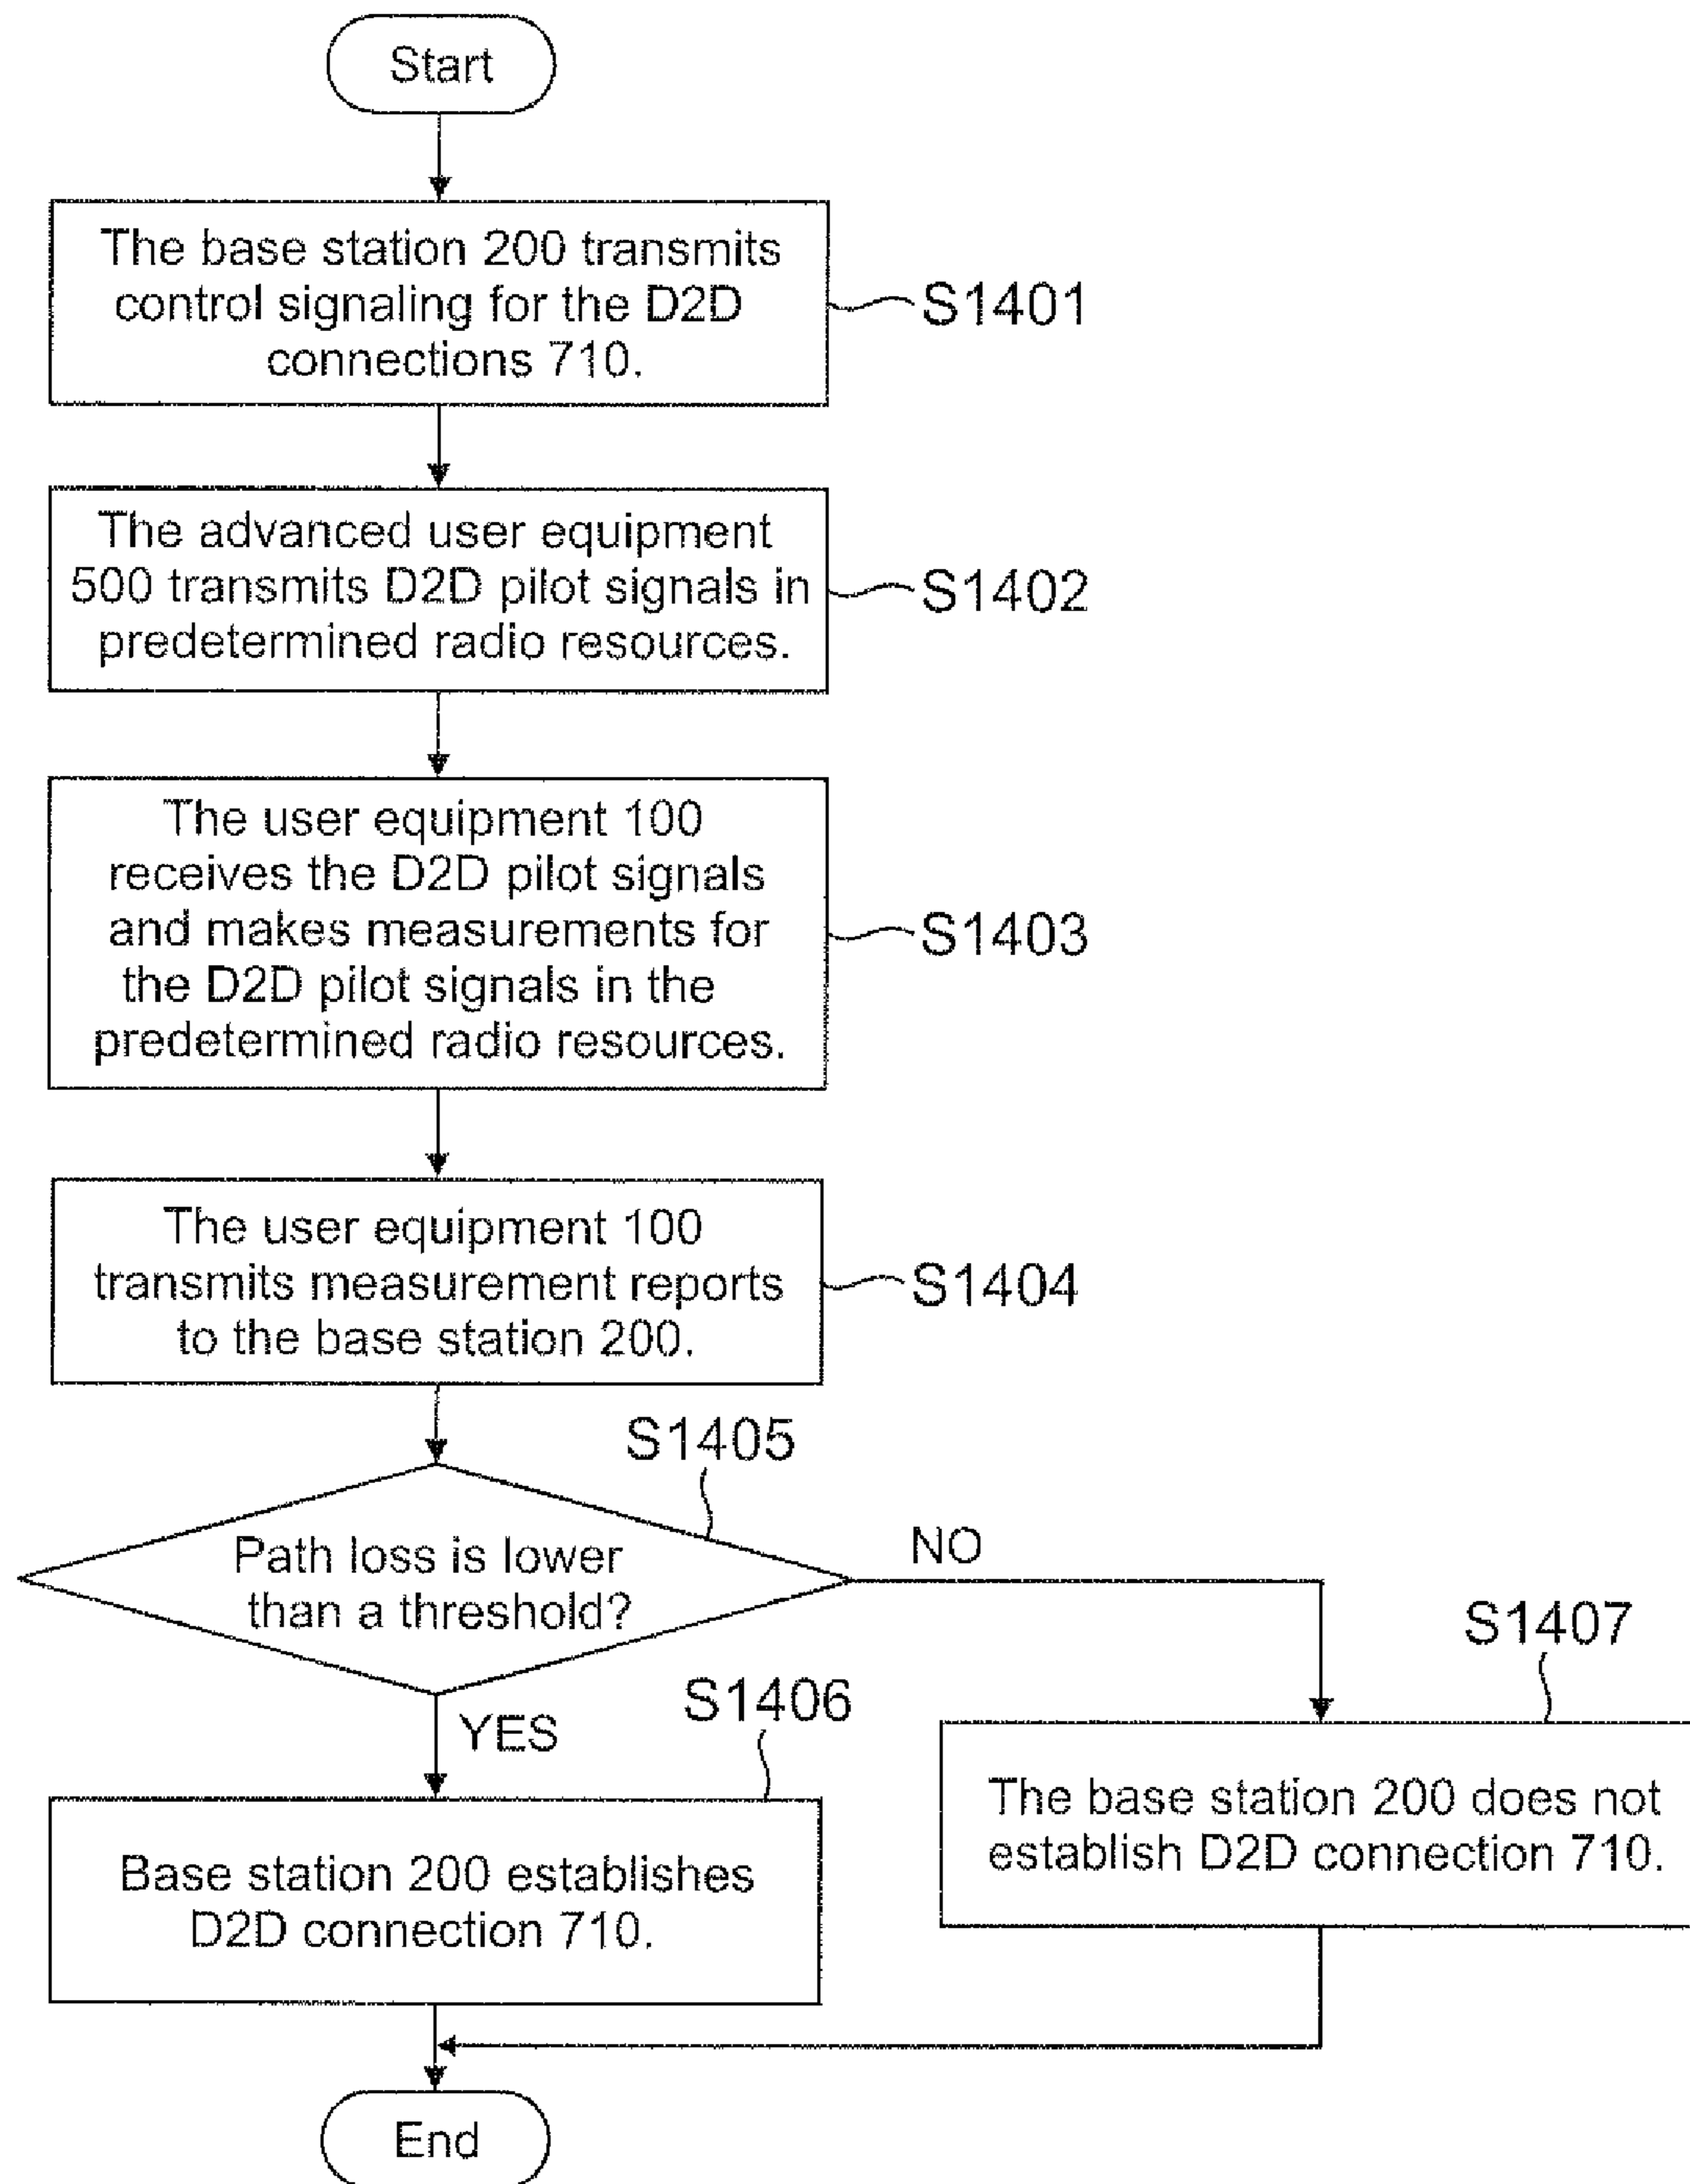 Start
The base station 200 transmits
control signaling for the D2D
connections 710.
S1401
The advanced user equipment
500 transmits D2D pilot signals in
predetermined radio resources.
S1402
The user equipment 100
receives the D2D pilot signals
and makes measurements for
the D2D pilot signals in the
predetermined radio resources.
S1403
The user equipment 100
transmits measurement reports
to the base station 200.
S1404
S1405
Path loss is lower
than a threshold?
NO
YES
S1406
Base station 200 establishes
D2D connection 710.
S1407
The base station 200 does not
establish D2D connection 710.
End